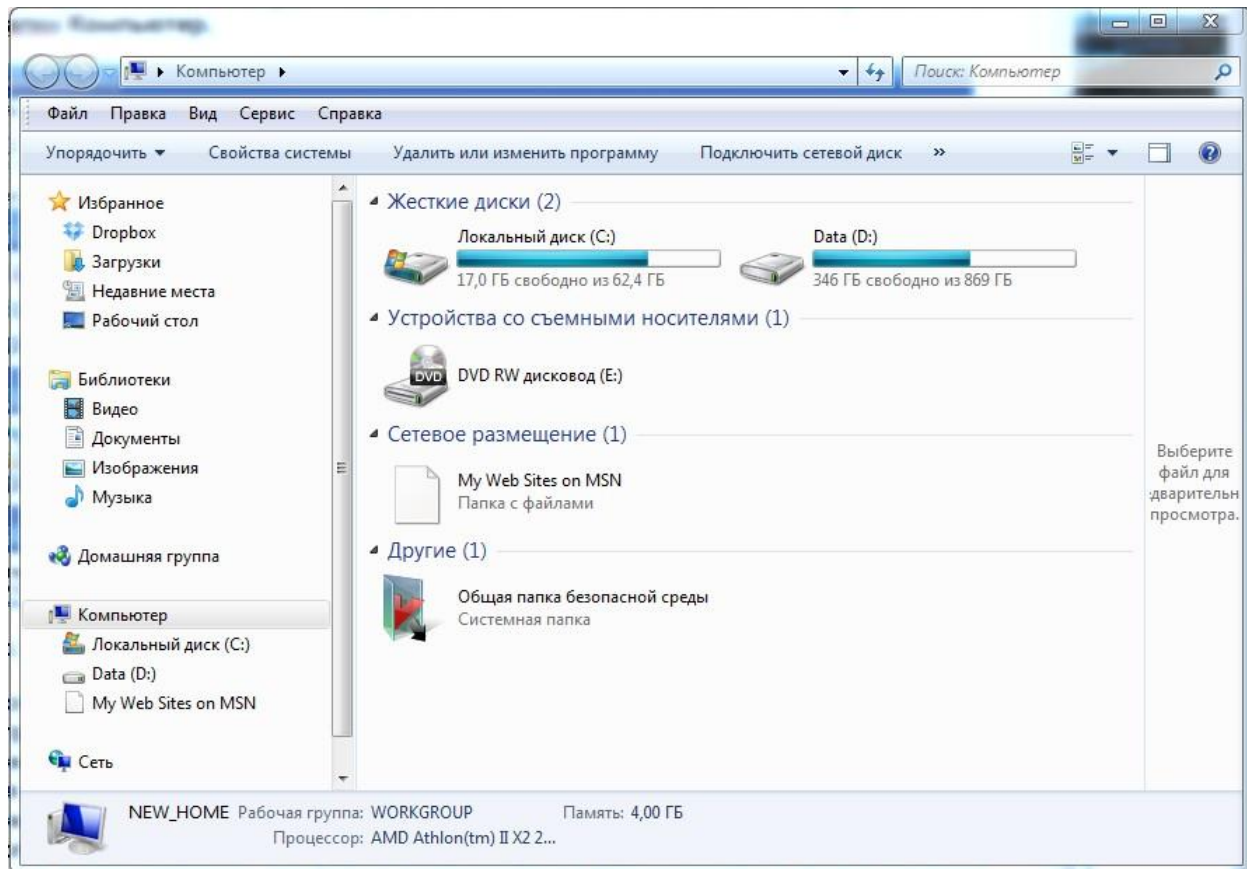 Компьютер.
Компьютер
Поиск: Компьютер
Файл Правка Вид Сервис Справка
Упорядочить Свойства системы Удалить или изменить программу Подключить сетевой диск »
Избранное
Dropbox
Загрузки
Недавние места
Рабочий стол
Библиотеки
Видео
Документы
Изображения
Музыка
Домашняя группа
Компьютер
Локальный диск (C:)
Data (D:)
My Web Sites on MSN
Сеть
Жесткие диски (2)
Локальный диск (C:)
17,0 ГБ свободно из 62,4 ГБ
Data (D:)
346 ГБ свободно из 869 ГБ
Устройства со съемными носителями (1)
DVD
DVD RW дисковод (E:)
Сетевое размещение (1)
My Web Sites on MSN
Папка с файлами
Другие (1)
Общая папка безопасной среды
Системная папка
Выберите
файл для
дварительн
просмотра.
NEW_HOME Рабочая группа: WORKGROUP Память: 4,00 ГБ
Процессор: AMD Athlon(tm) II X2 2...